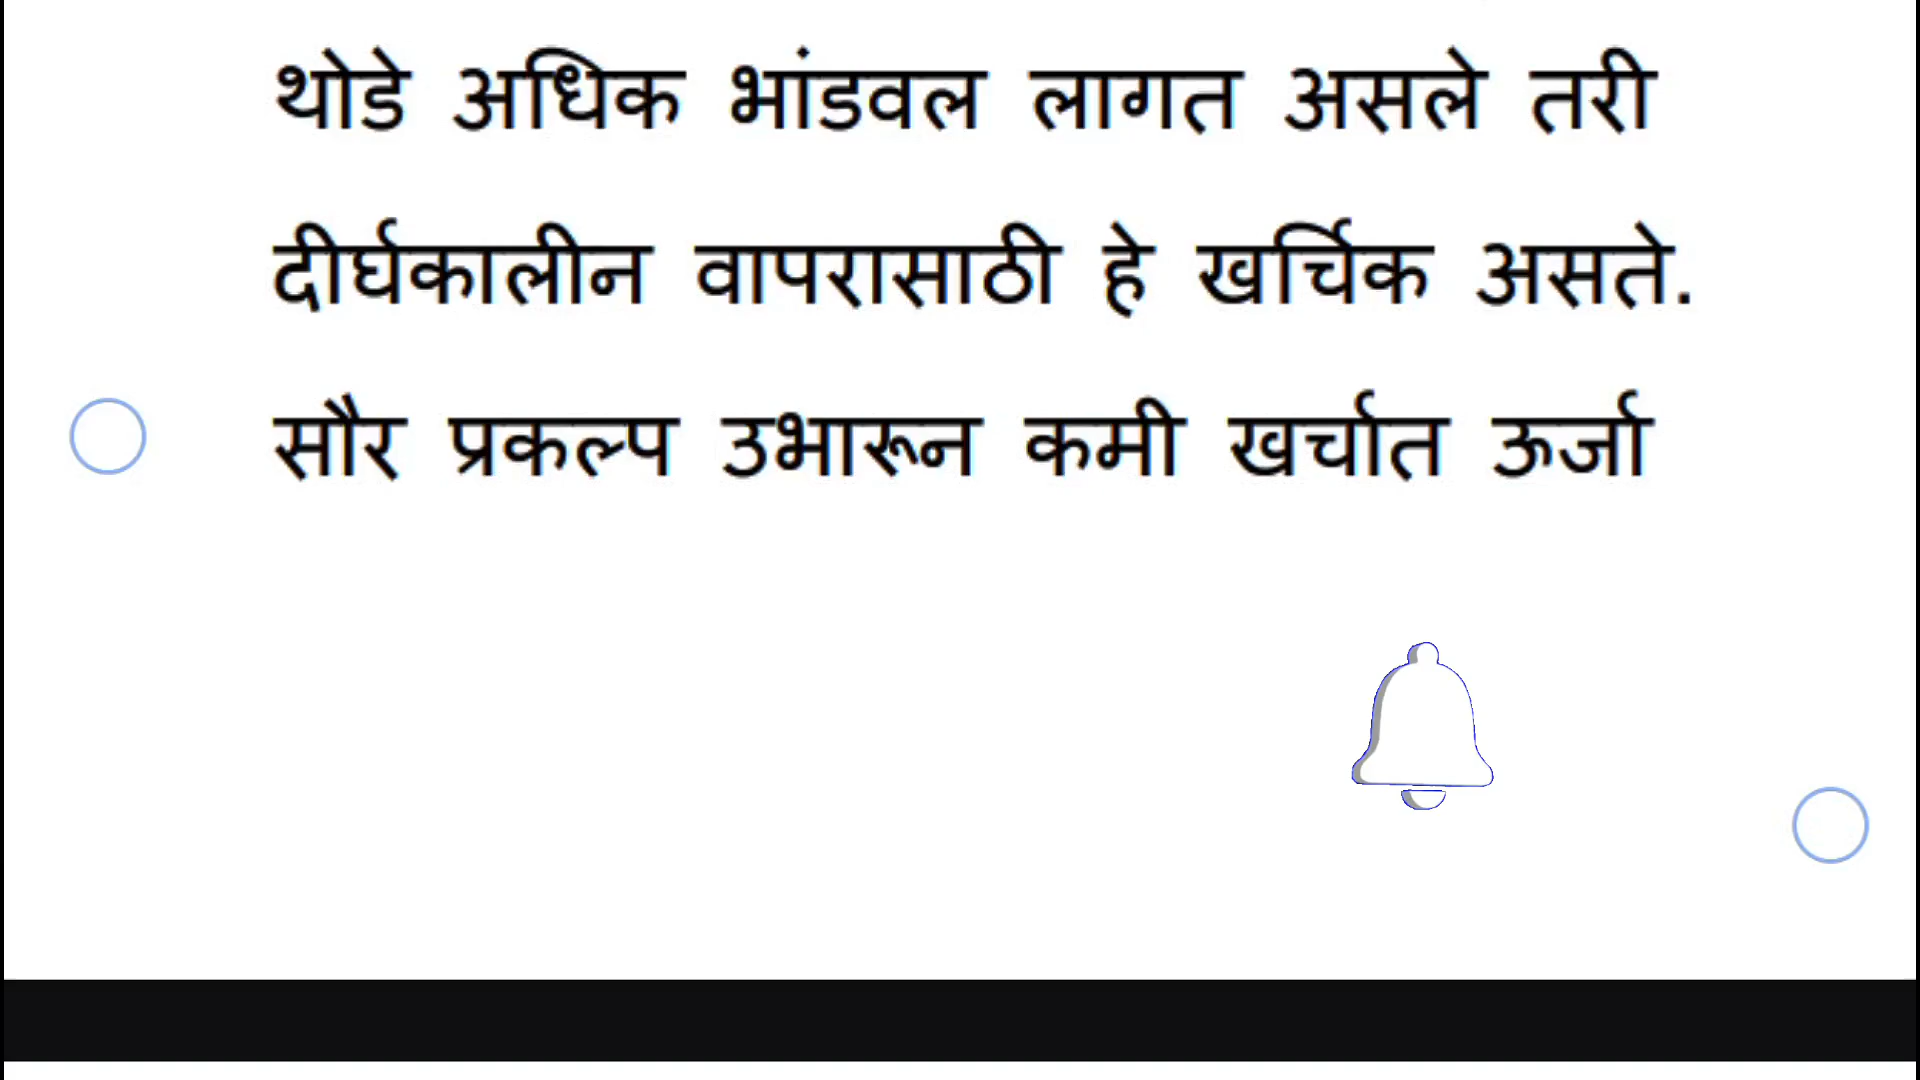 थोडे अधिक भांडवल लागत असले तरी
दीर्घकालीन वापरासाठी हे खर्चिक असते.
सौर प्रकल्प उभारून कमी खर्चात ऊर्जा